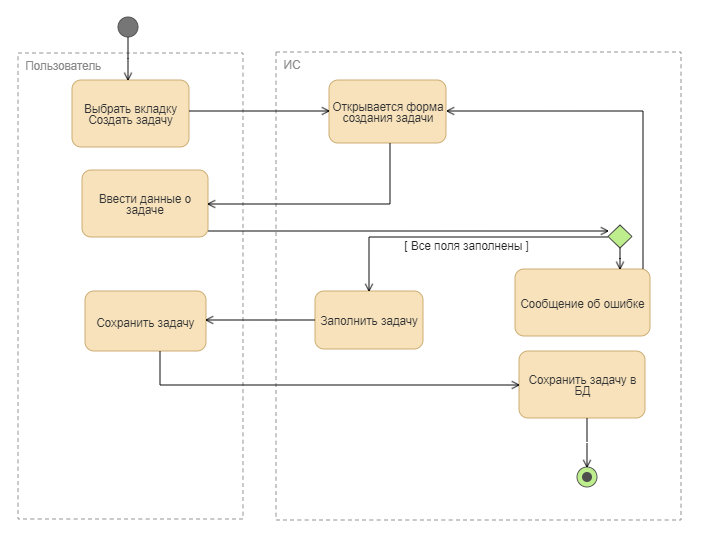 Пользователь
ИС
Выбрать вкладку
Создать задачу
Открывается форма
создания задачи
Ввести данные о
задаче
[ Все поля заполнены ]
Сообщение об ошибке
Сохранить задачу
Заполнить задачу
Сохранить задачу в
БД